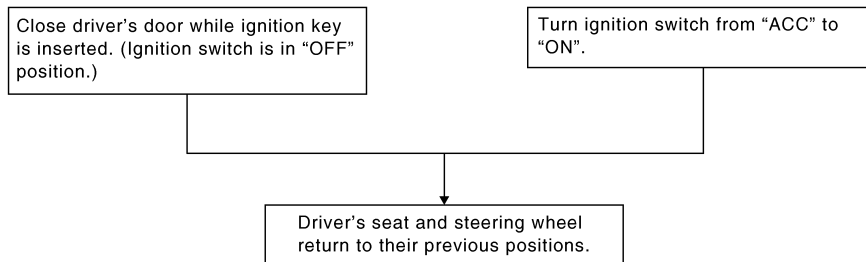 Close driver’s door while ignition key
is inserted. (Ignition switch is in “OFF”
position.)
Turn ignition switch from “ACC” to
“ON”.
Driver’s seat and steering wheel
return to their previous positions.